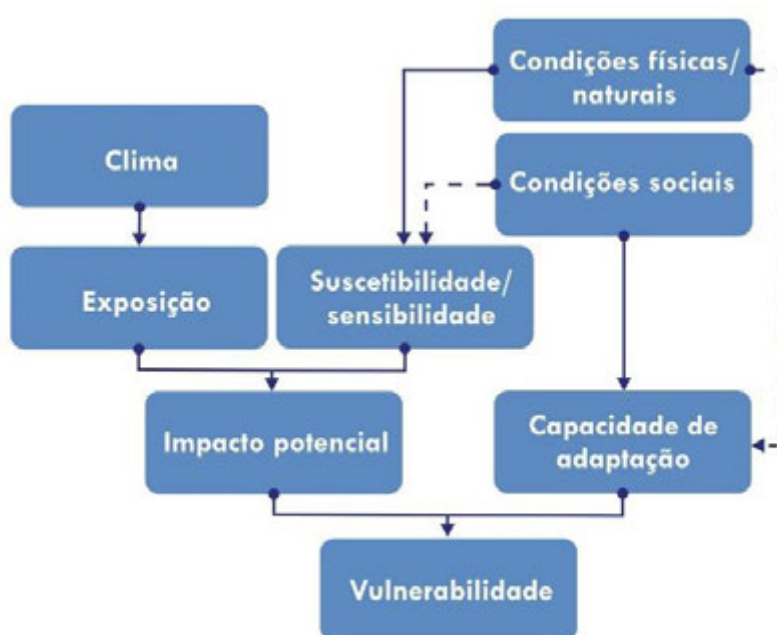 Condições físicas/
naturais
Clima
Condições sociais
Exposição
Suscetibilidade/
sensibilidade
Impacto potencial
Capacidade de
adaptação
Vulnerabilidade